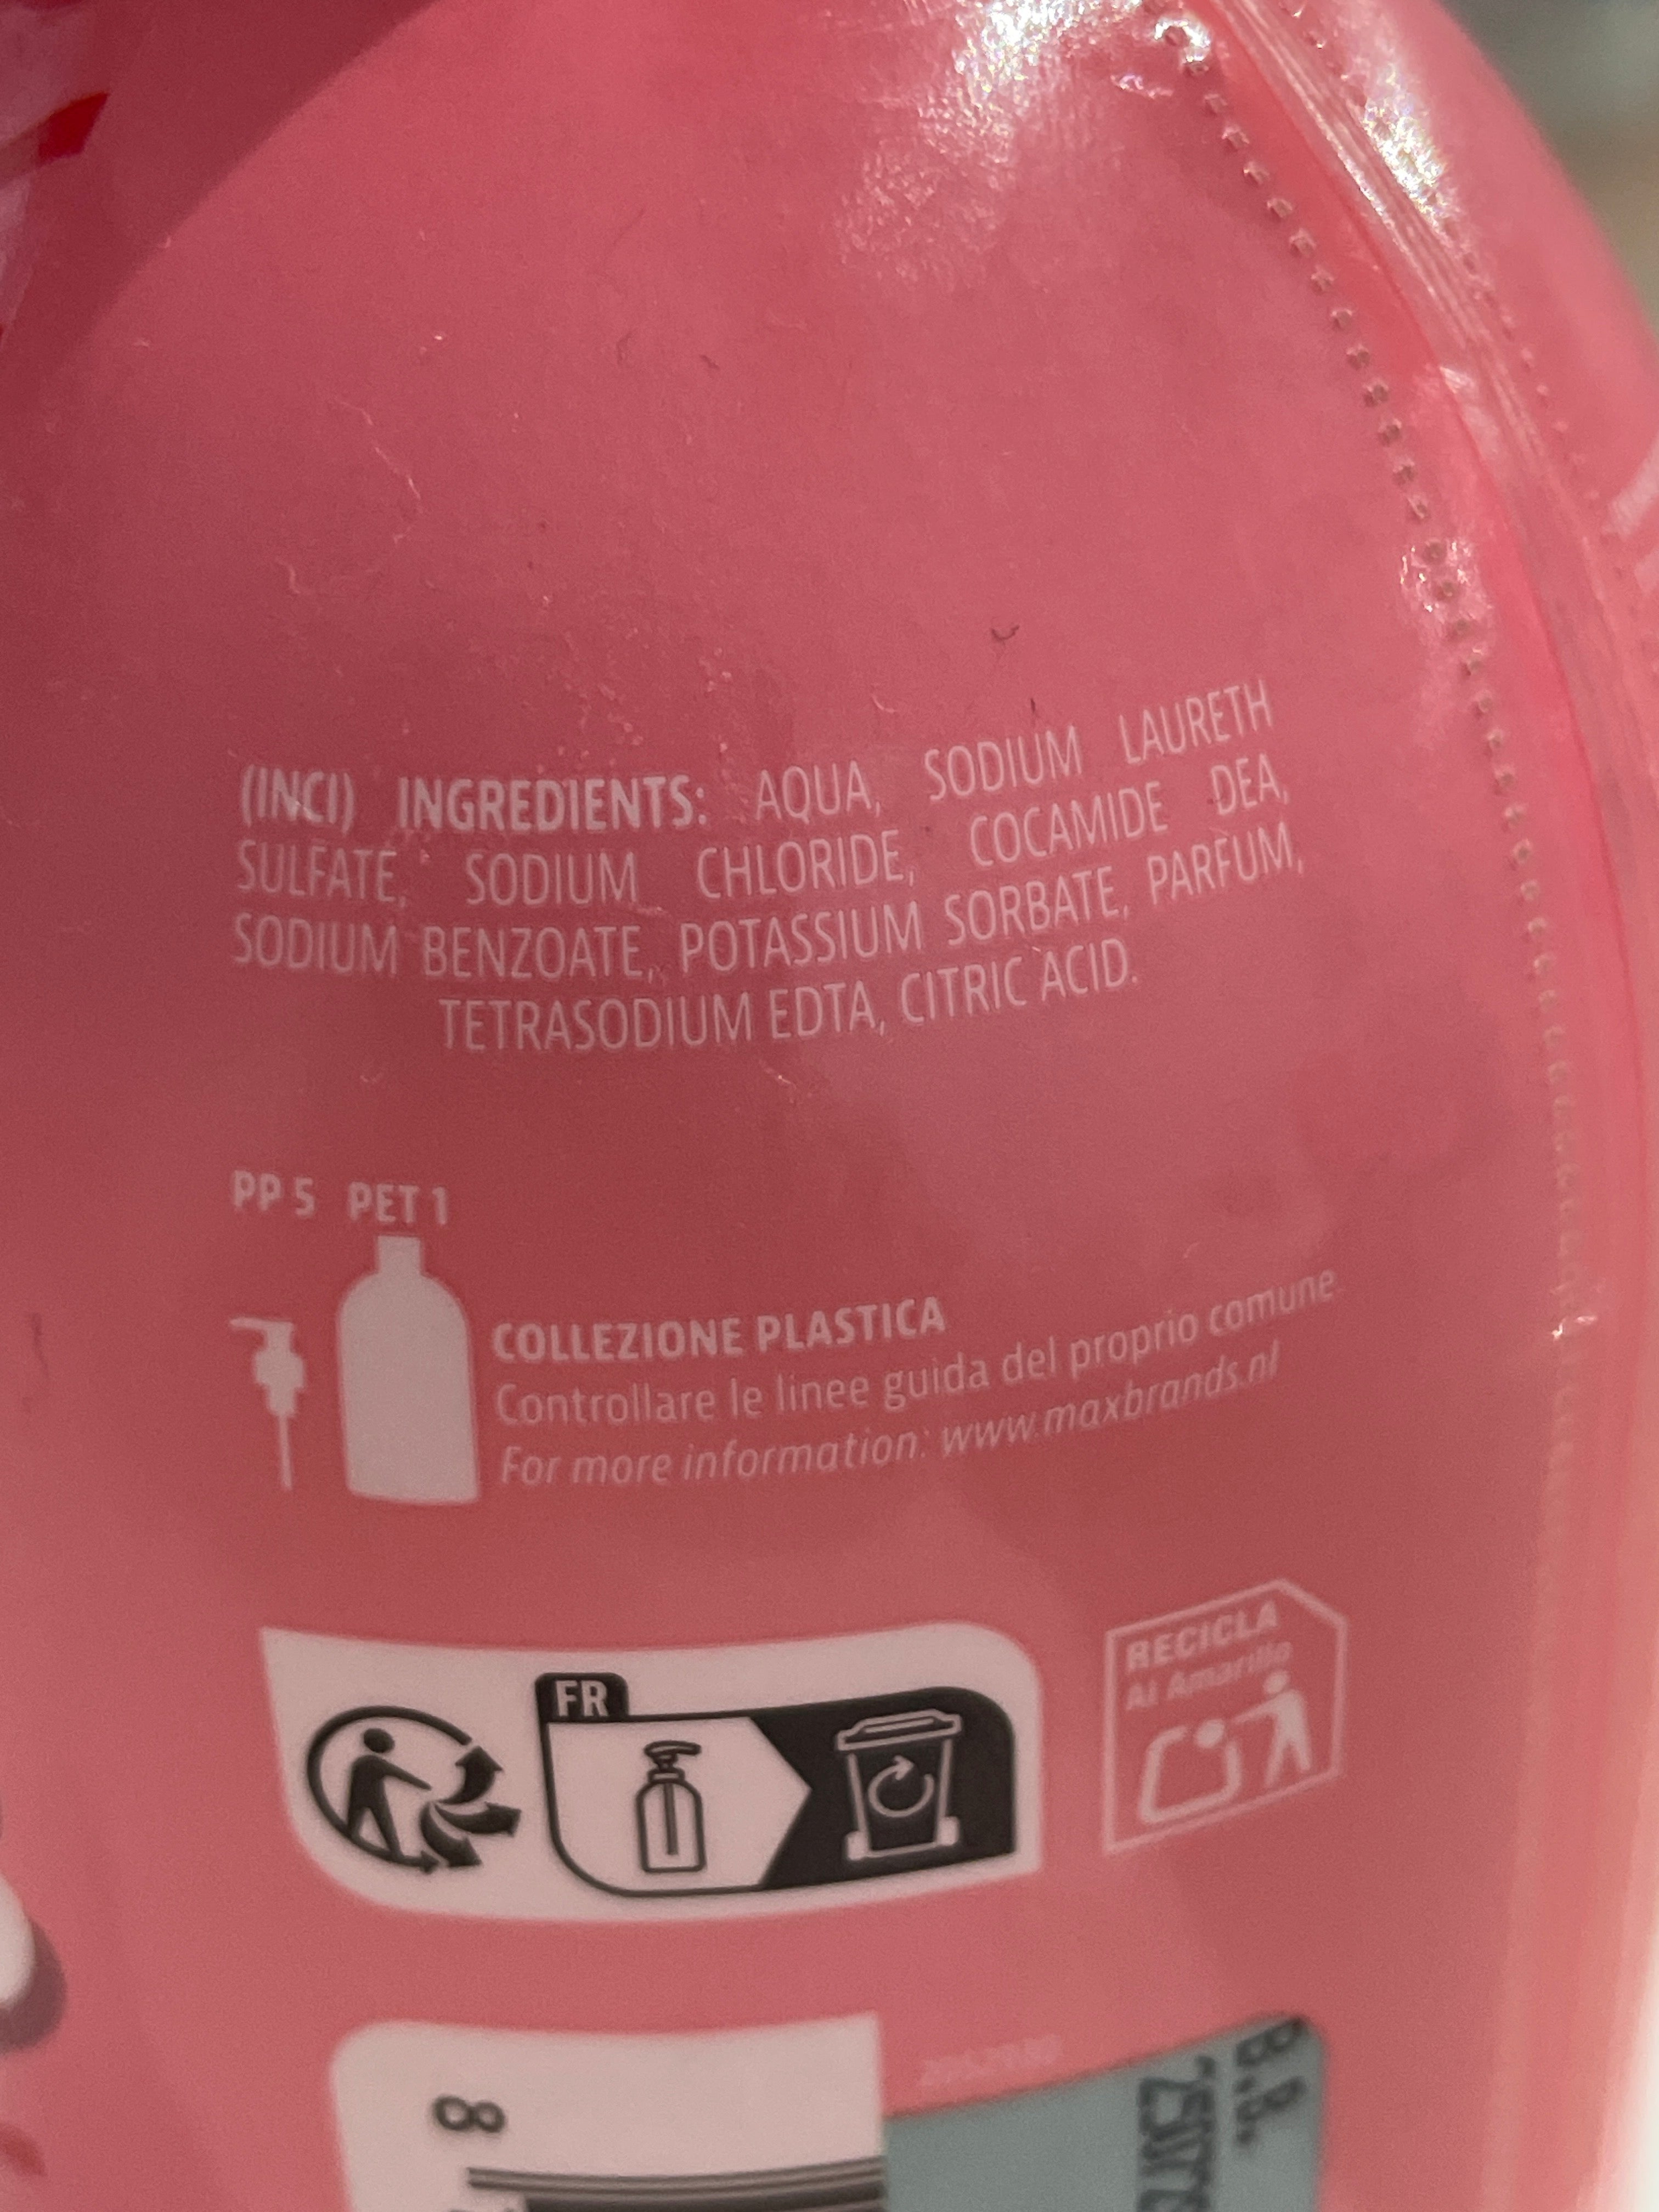 (INCI) INGREDIENTS: AQUA, SODIUM LAURETH
SULFATE, SODIUM CHLORIDE, COCAMIDE DEA,
SODIUM BENZOATE, POTASSIUM SORBATE, PARFUM,
TETRASODIUM EDTA, CITRIC ACID.
PP 5 PET 1
COLLEZIONE PLASTICA
Controllare le linee guida del proprio comune
For more information: www.maxbrands.nl
FR
RECICLA
Al Amarillo
8